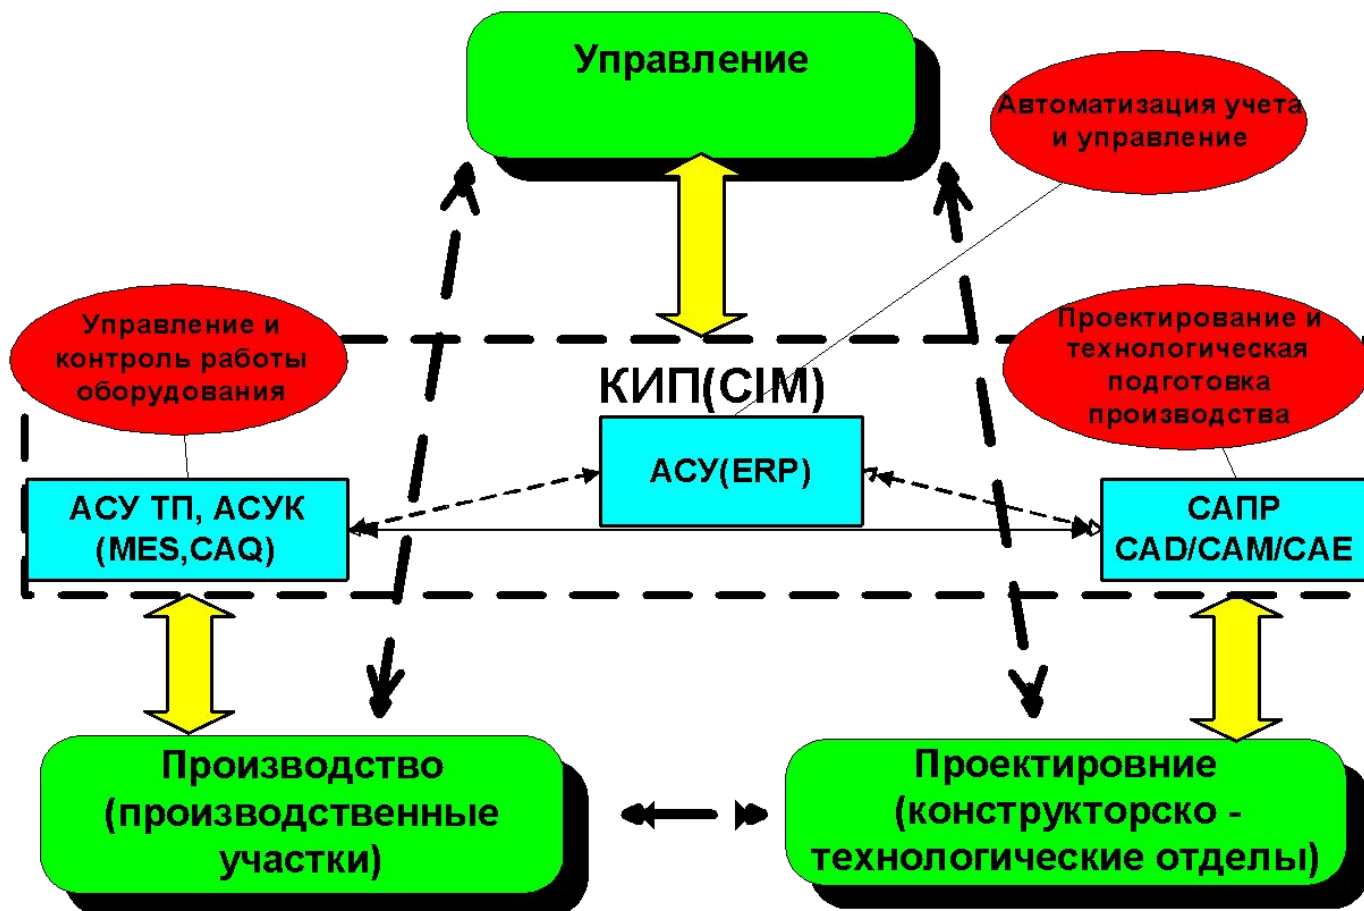 Управление
Автоматизация учета
и управление
Управление и
контроль работы
оборудования
Проектирование и
технологическая
подготовка
производства
КИП(CIM)
АСУ(ERP)
АСУ ТП, АСУК
(MES,CAQ)
САПР
CAD/CAM/CAE
Производство
(производственные
участки)
Проектировние
(конструкторско -
технологические отделы)